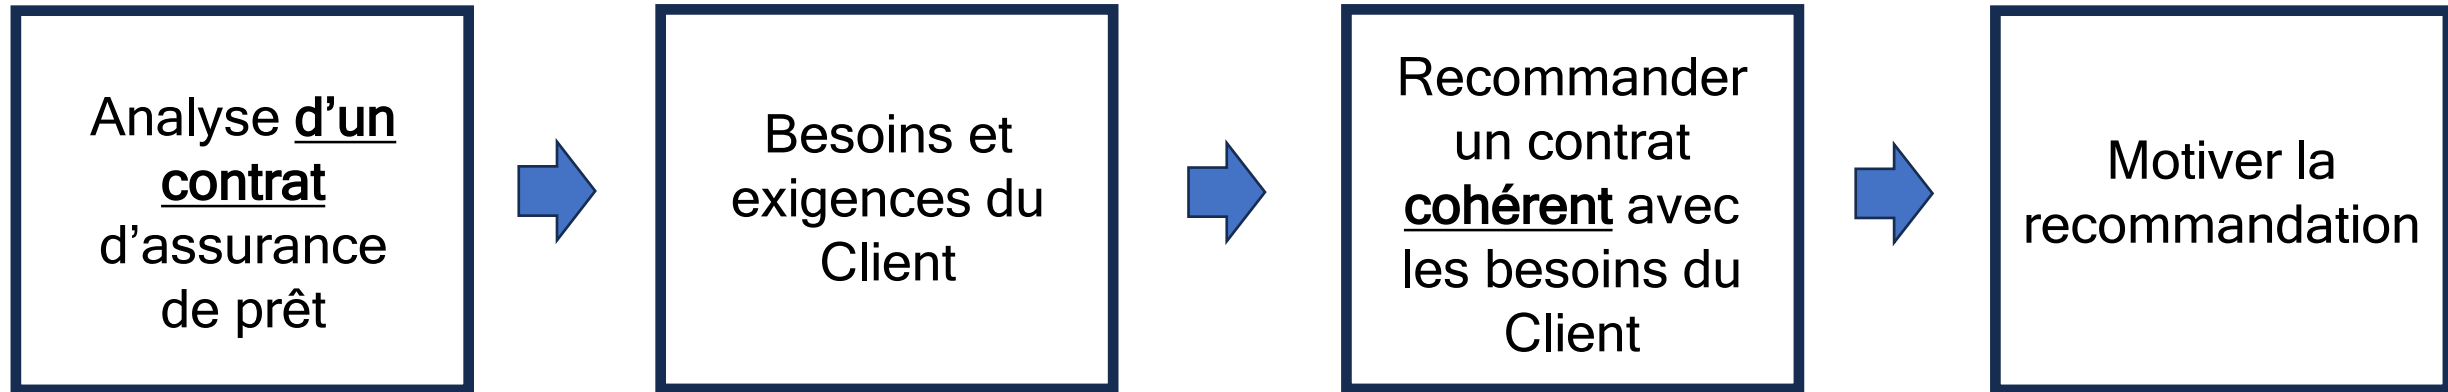 Analyse d’un
contrat
d’assurance
de prêt
Besoins et
exigences du
Client
Recommander
un contrat
cohérent avec
les besoins du
Client
Motiver la
recommandation